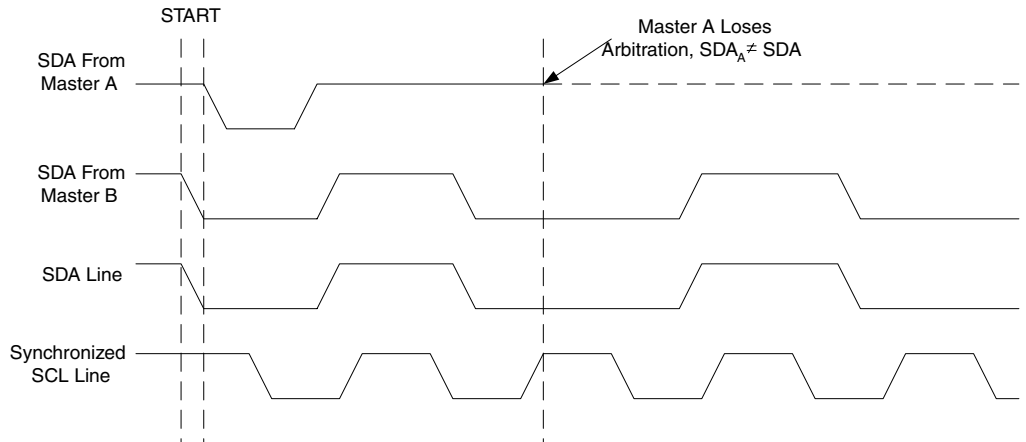 START
Master A Loses
Arbitration, SDA_A ≠ SDA
SDA From
Master A
SDA From
Master B
SDA Line
Synchronized
SCL Line